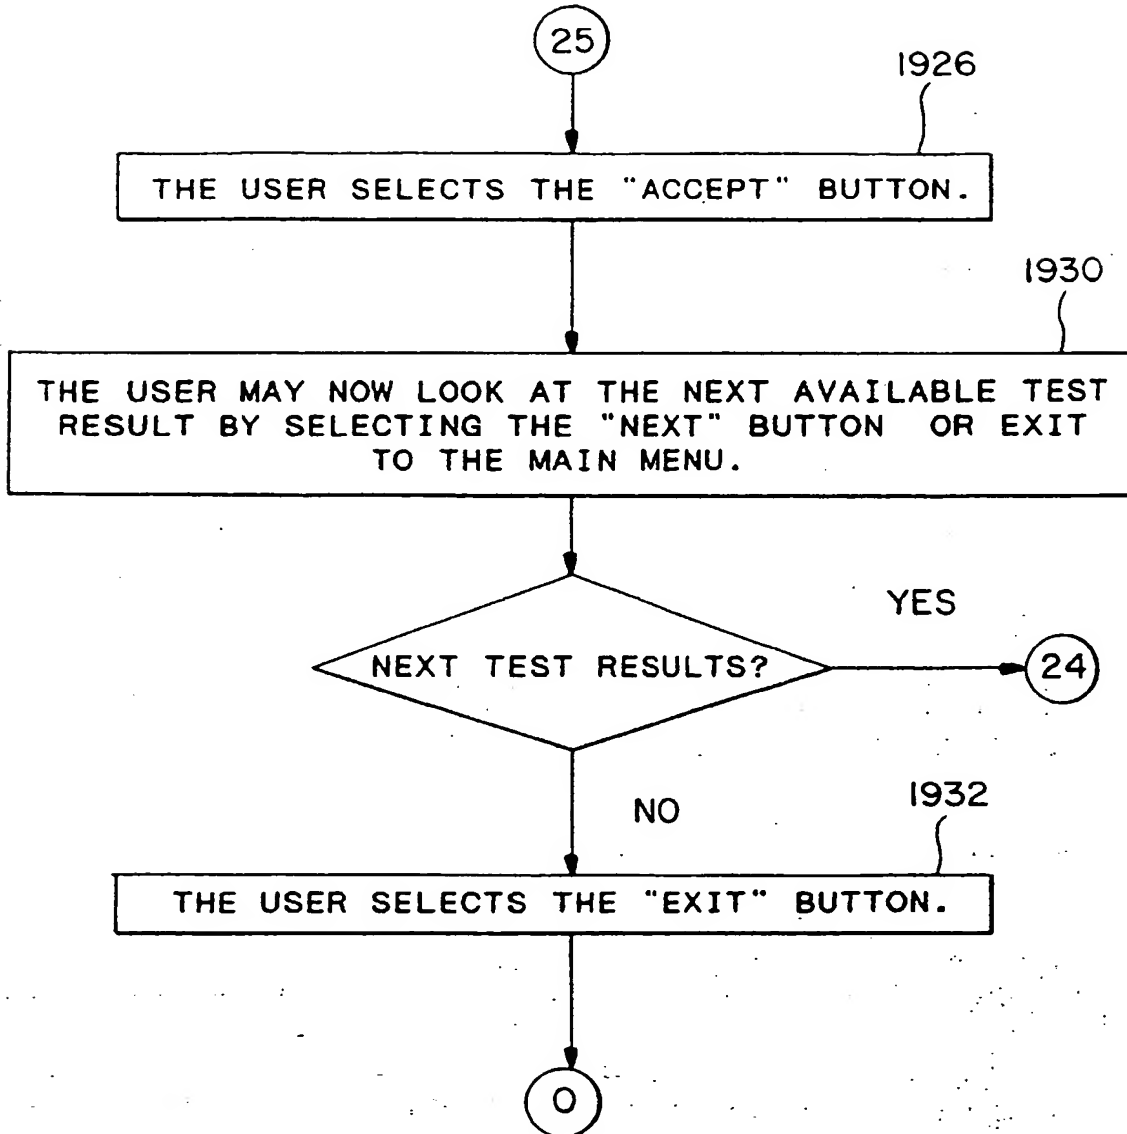 25
1926
THE USER SELECTS THE "ACCEPT" BUTTON.
1930
THE USER MAY NOW LOOK AT THE NEXT AVAILABLE TEST
RESULT BY SELECTING THE "NEXT" BUTTON OR EXIT
TO THE MAIN MENU.
YES
NEXT TEST RESULTS?
24
NO
1932
THE USER SELECTS THE "EXIT" BUTTON.
0